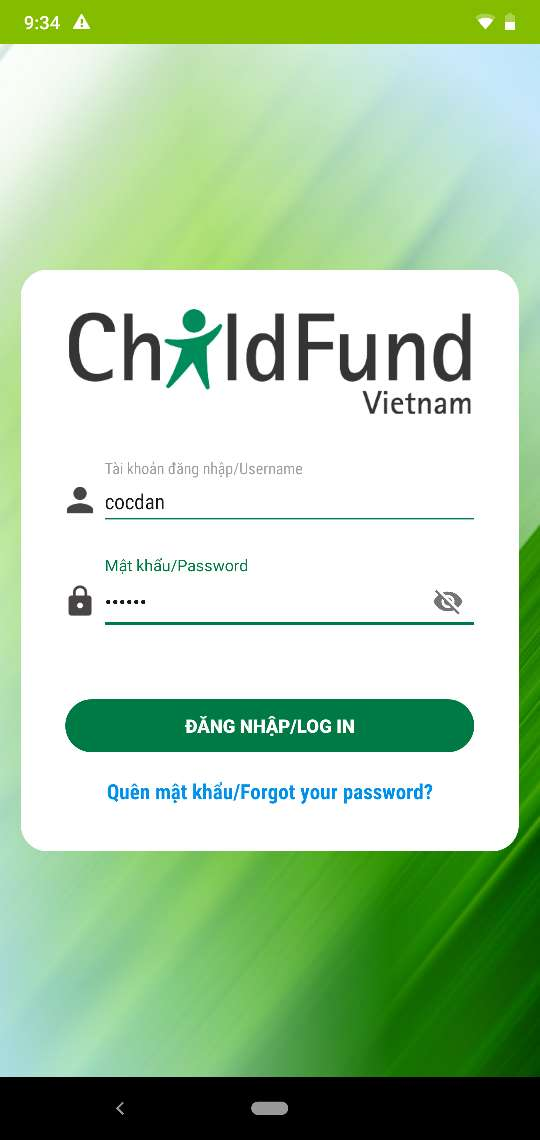 9:34
ChildFund
Vietnam
Tài khoản đăng nhập/Username
cocdan
Mật khẩu/Password
••••••
ĐĂNG NHẬP/LOG IN
Quên mật khẩu/Forgot your password?